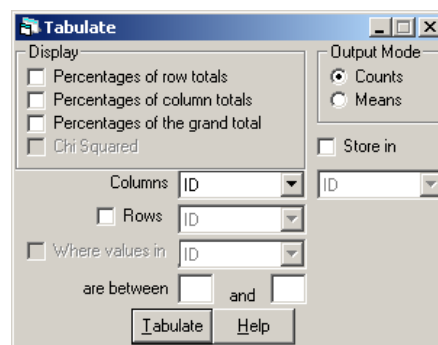 Tabulate
Display
Percentages of row totals
Percentages of column totals
Percentages of the grand total
Chi Squared
Output Mode
Counts
Means
Store in
ID
Columns ID
Rows ID
Where values in ID
are between and
Tabulate Help